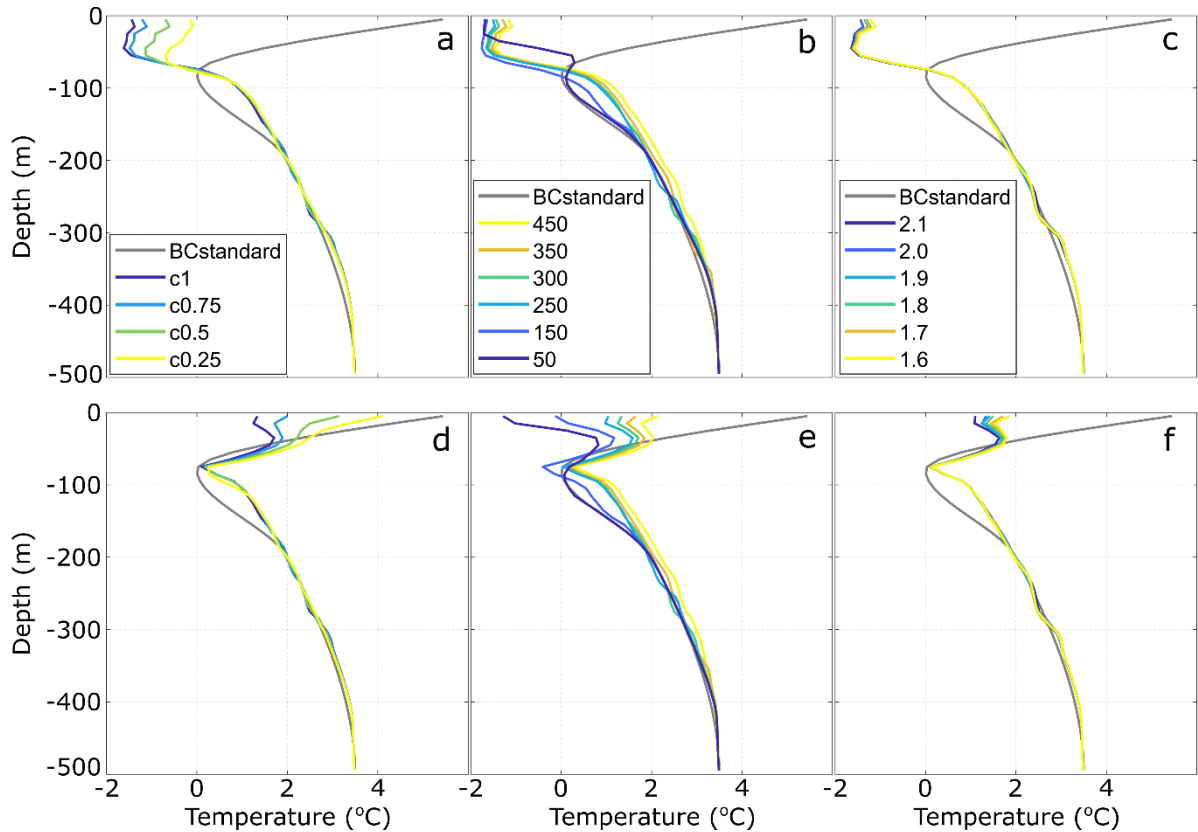 0
-100
-200
-300
-400
-500
Depth (m)
a
BCstandard
c1
c0.75
c0.5
c0.25
b
BCstandard
450
350
300
250
150
50
c
BCstandard
2.1
2.0
1.9
1.8
1.7
1.6
0
-100
-200
-300
-400
-500
Depth (m)
d
e
f
-2 0 2 4 -2 0 2 4 -2 0 2 4
Temperature (°C) Temperature (°C) Temperature (°C)